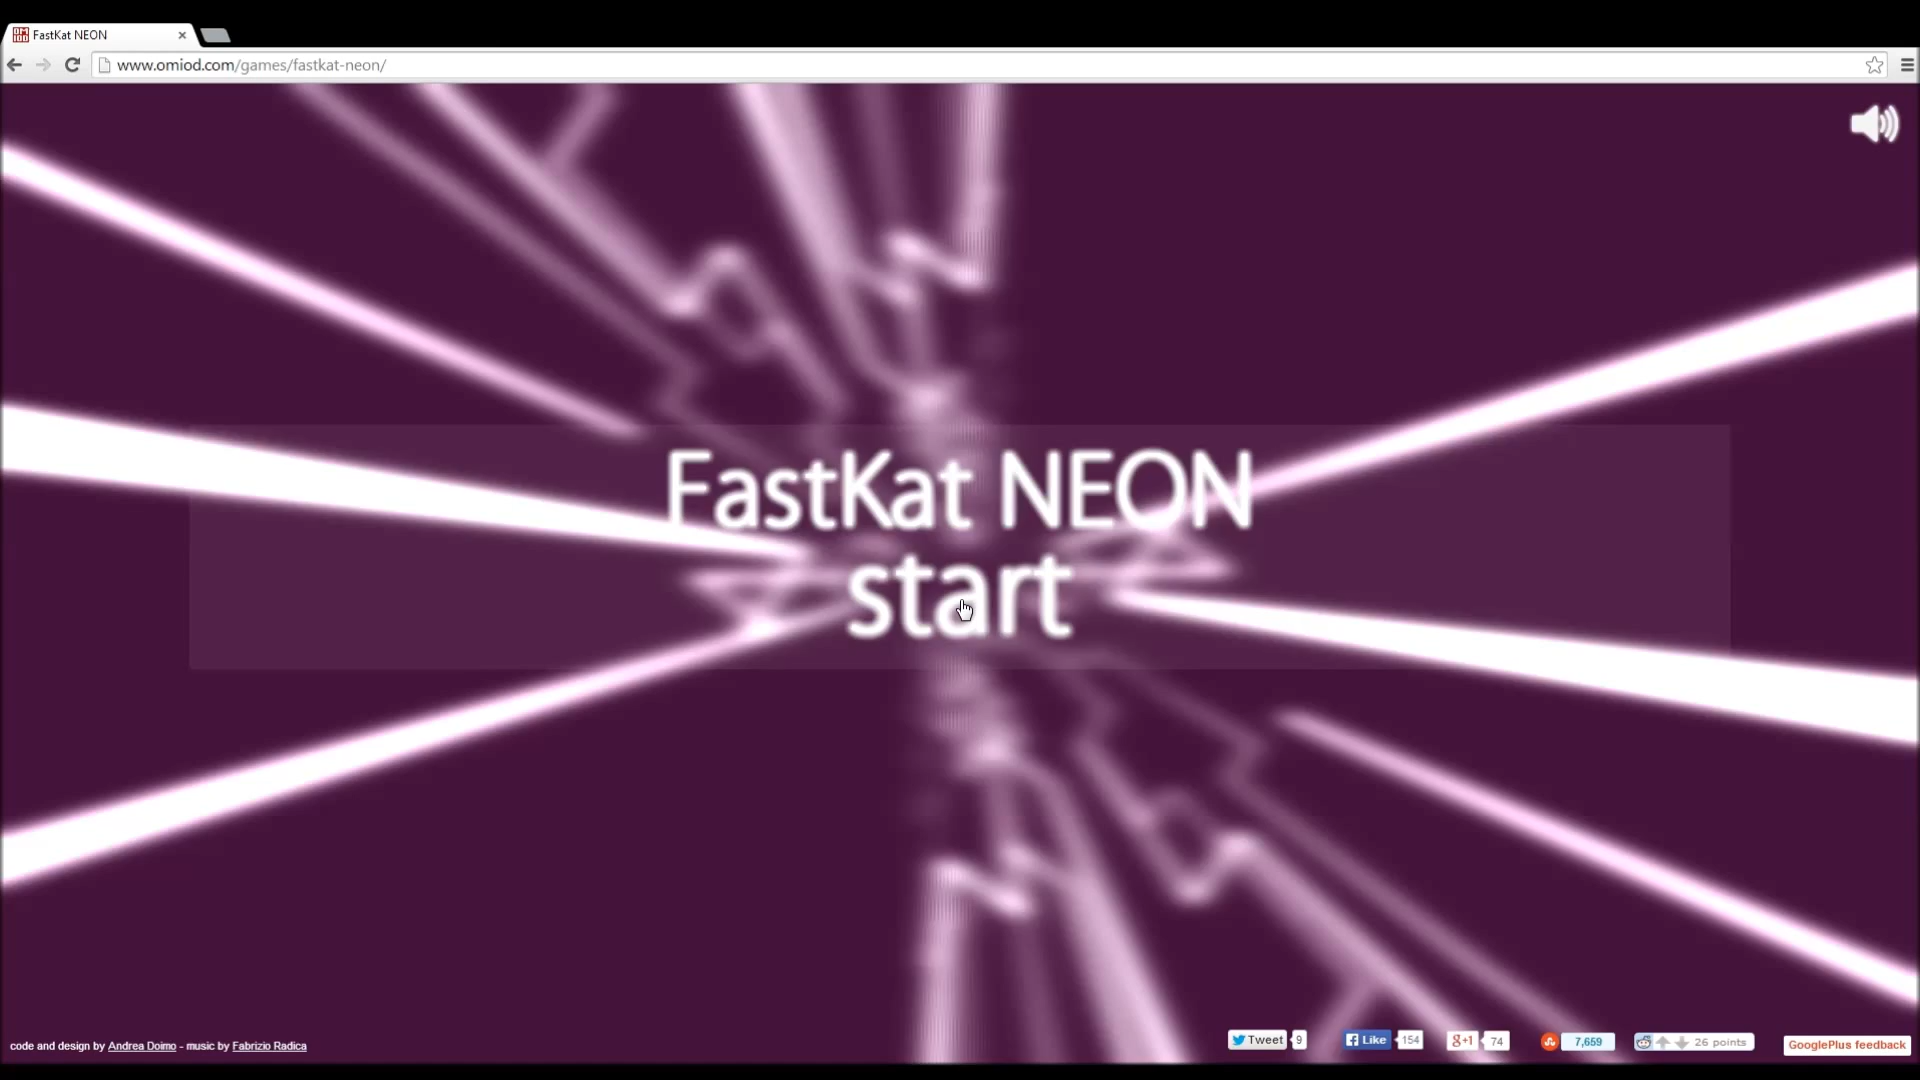 FastKat NEON
www.omiod.com/games/fastkat-neon/
FastKat NEON
start
code and design by Andrea Doimo - music by Fabrizio Radica
Tweet 9 Like 154 g+1 74 7,659 26 points GooglePlus feedback